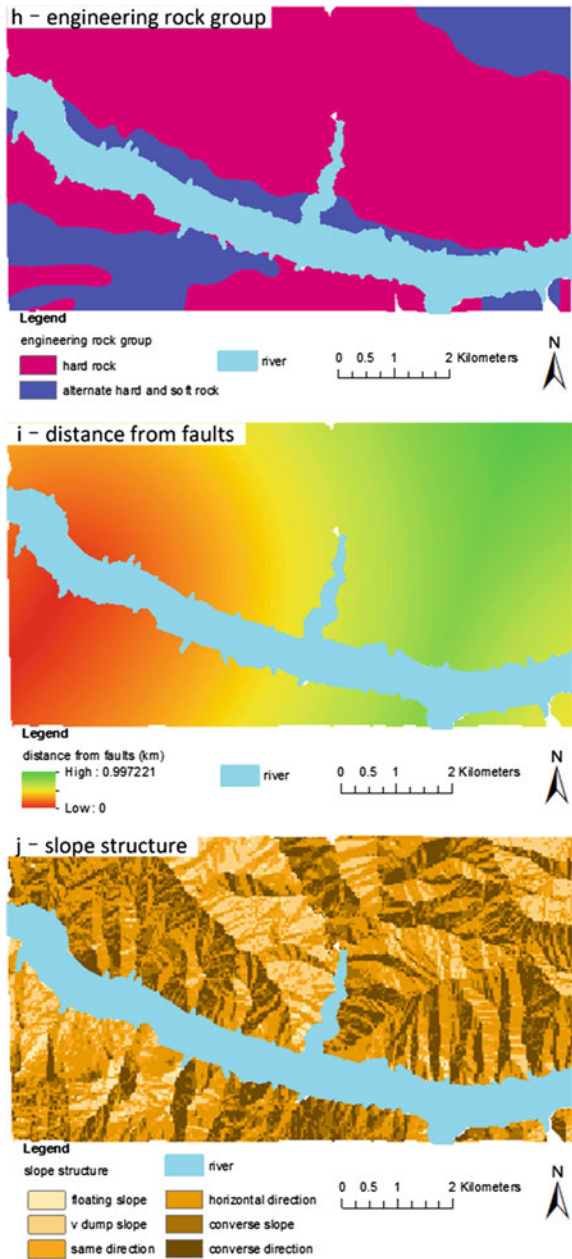 h – engineering rock group
Legend
engineering rock group
hard rock
alternate hard and soft rock
river
0 0.5 1 2 Kilometers
N
i – distance from faults
Legend
distance from faults (km)
High : 0.997221
Low : 0
river
0 0.5 1 2 Kilometers
N
j – slope structure
Legend
slope structure
river
floating slope
v dump slope
same direction
horizontal direction
converse slope
converse direction
0 0.5 1 2 Kilometers
N